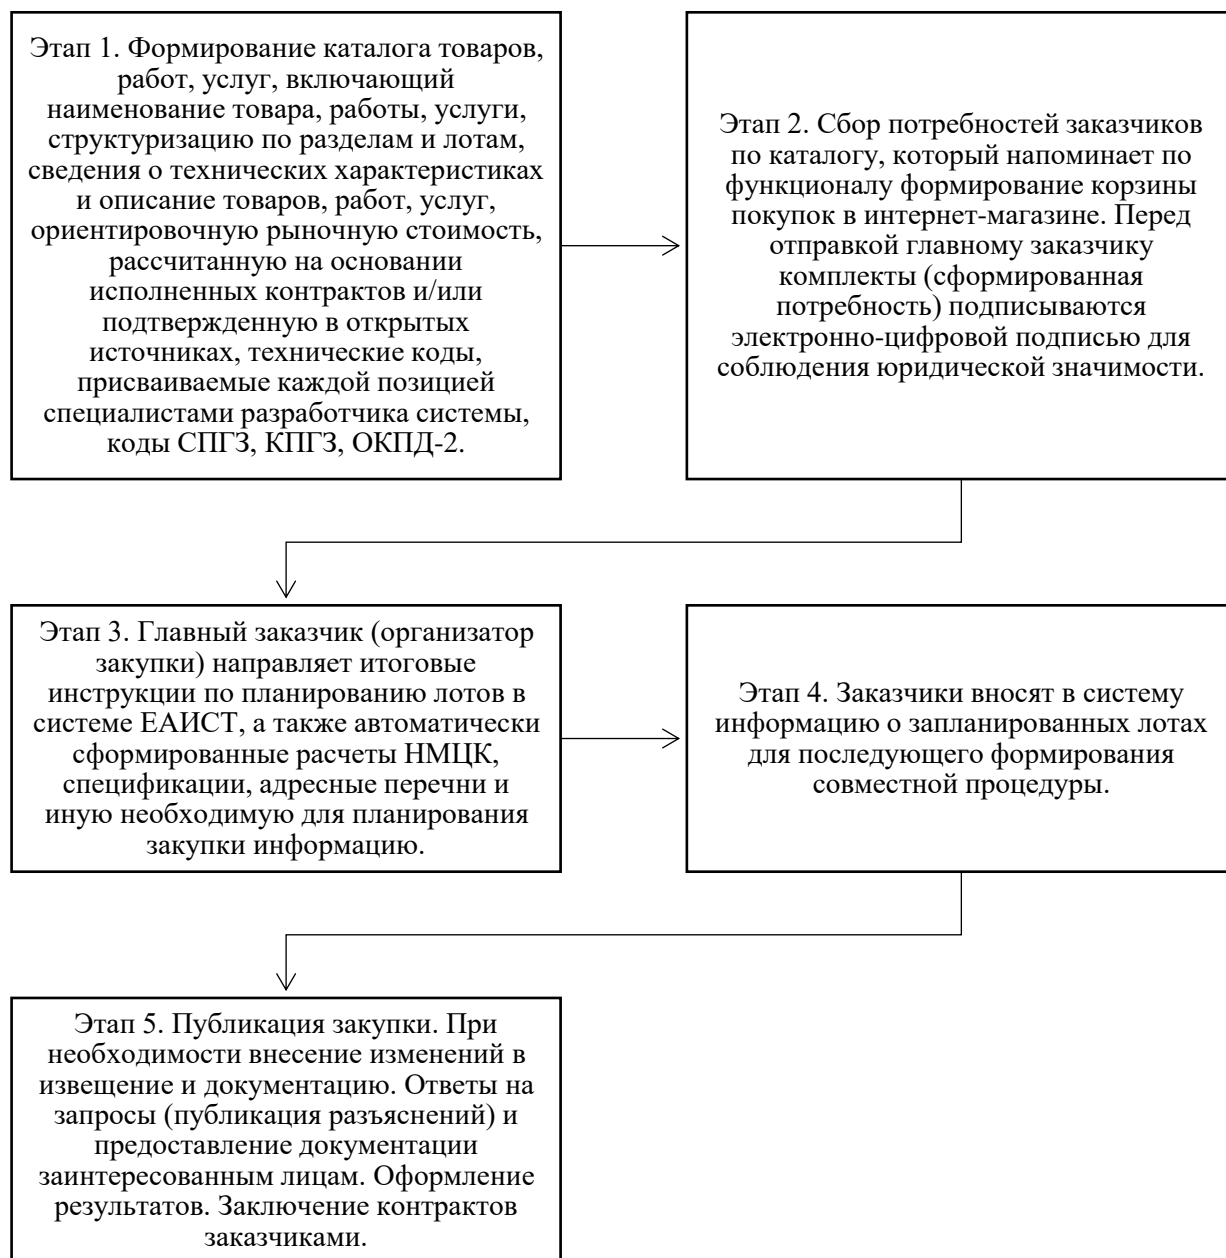 Этап 1. Формирование каталога товаров,
работ, услуг, включающий
наименование товара, работы, услуги,
структуризацию по разделам и лотам,
сведения о технических характеристиках
и описание товаров, работ, услуг,
ориентировочную рыночную стоимость,
рассчитанную на основании
исполненных контрактов и/или
подтвержденную в открытых
источниках, технические коды,
присваиваемые каждой позицией
специалистами разработчика системы,
коды СПГЗ, КПГЗ, ОКПД-2.
Этап 2. Сбор потребностей заказчиков
по каталогу, который напоминает по
функционалу формирование корзины
покупок в интернет-магазине. Перед
отправкой главному заказчику
комплекты (сформированная
потребность) подписываются
электронно-цифровой подписью для
соблюдения юридической значимости.
Этап 3. Главный заказчик (организатор
закупки) направляет итоговые
инструкции по планированию лотов в
системе ЕАИСТ, а также автоматически
сформированные расчеты НМЦК,
спецификации, адресные перечни и
иную необходимую для планирования
закупки информацию.
Этап 4. Заказчики вносят в систему
информацию о запланированных лотах
для последующего формирования
совместной процедуры.
Этап 5. Публикация закупки. При
необходимости внесение изменений в
извещение и документацию. Ответы на
запросы (публикация разъяснений) и
предоставление документации
заинтересованным лицам. Оформление
результатов. Заключение контрактов
заказчиками.